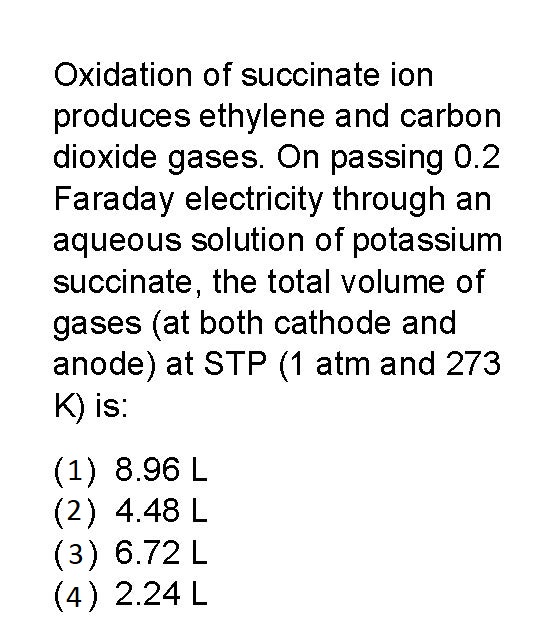 Oxidation of succinate ion
produces ethylene and carbon
dioxide gases. On passing 0.2
Faraday electricity through an
aqueous solution of potassium
succinate, the total volume of
gases (at both cathode and
anode) at STP (1 atm and 273
K) is:
(1) 8.96 L
(2) 4.48 L
(3) 6.72 L
(4) 2.24 L